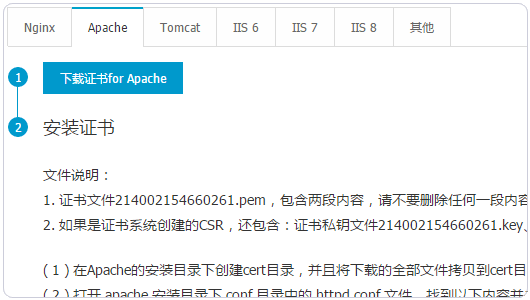 Nginx
Apache
Tomcat
IIS 6
IIS 7
IIS 8
其他
1
下载证书for Apache
2
安装证书
文件说明：
1. 证书文件214002154660261.pem，包含两段内容，请不要删除任何一段内容
2. 如果是证书系统创建的CSR，还包含：证书私钥文件214002154660261.key、
( 1 ) 在Apache的安装目录下创建cert目录，并且将下载的全部文件拷贝到cert目
( 2 ) 打开 apache 安装目录下 conf 目录中的 httpd.conf 文件，找到以下内容并